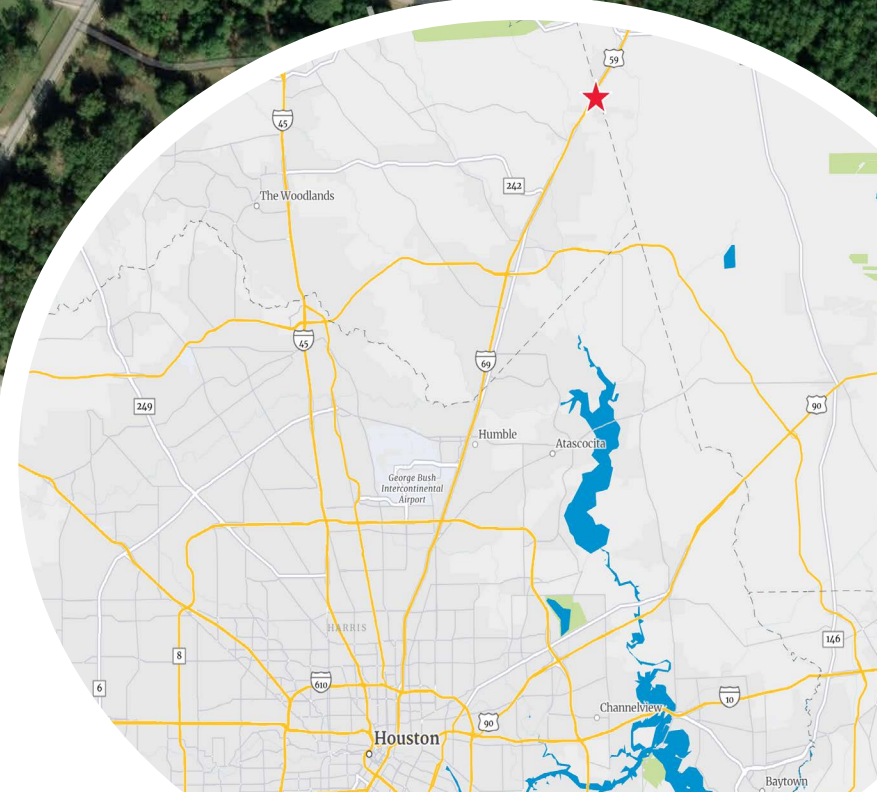 59
45
242
The Woodlands
45
69
249
90
Humble
Atascocita
George Bush
Intercontinental
Airport
HARRIS
146
8
610
6
10
Channelview
90
Houston
Baytown